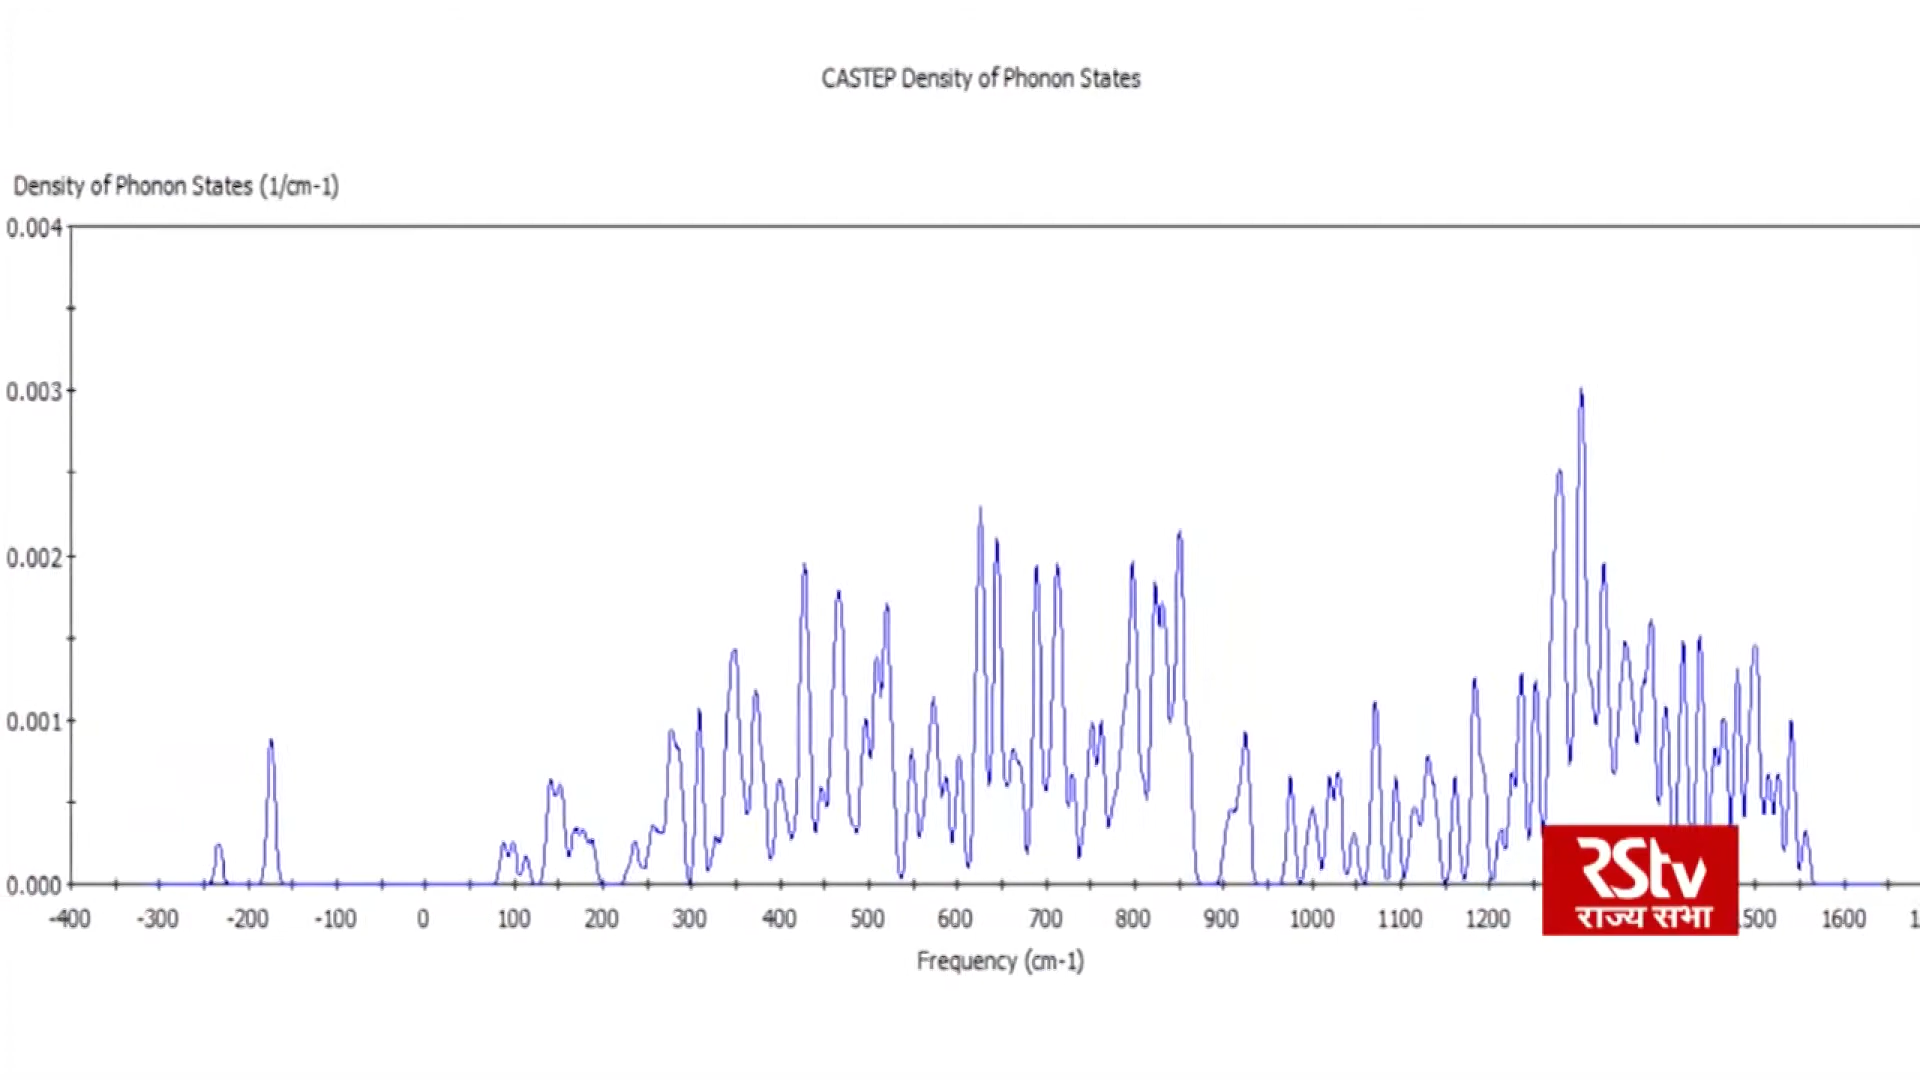 CASTEP Density of Phonon States
Density of Phonon States (1/cm-1)
0.004
0.003
0.002
0.001
0.000
-400 -300 -200 -100 0 100 200 300 400 500 600 700 800 900 1000 1100 1200 1600
Frequency (cm-1)
RStv
राज्य सभा